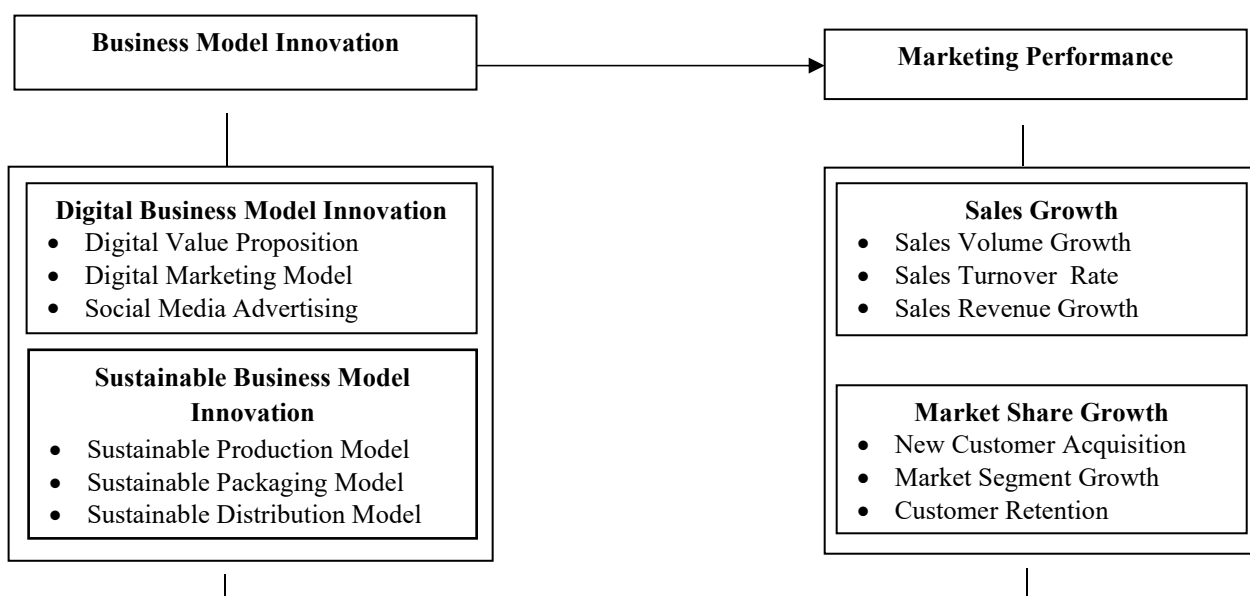 Business Model Innovation
Marketing Performance
Digital Business Model Innovation
• Digital Value Proposition
• Digital Marketing Model
• Social Media Advertising
Sustainable Business Model
Innovation
• Sustainable Production Model
• Sustainable Packaging Model
• Sustainable Distribution Model
Sales Growth
• Sales Volume Growth
• Sales Turnover Rate
• Sales Revenue Growth
Market Share Growth
• New Customer Acquisition
• Market Segment Growth
• Customer Retention